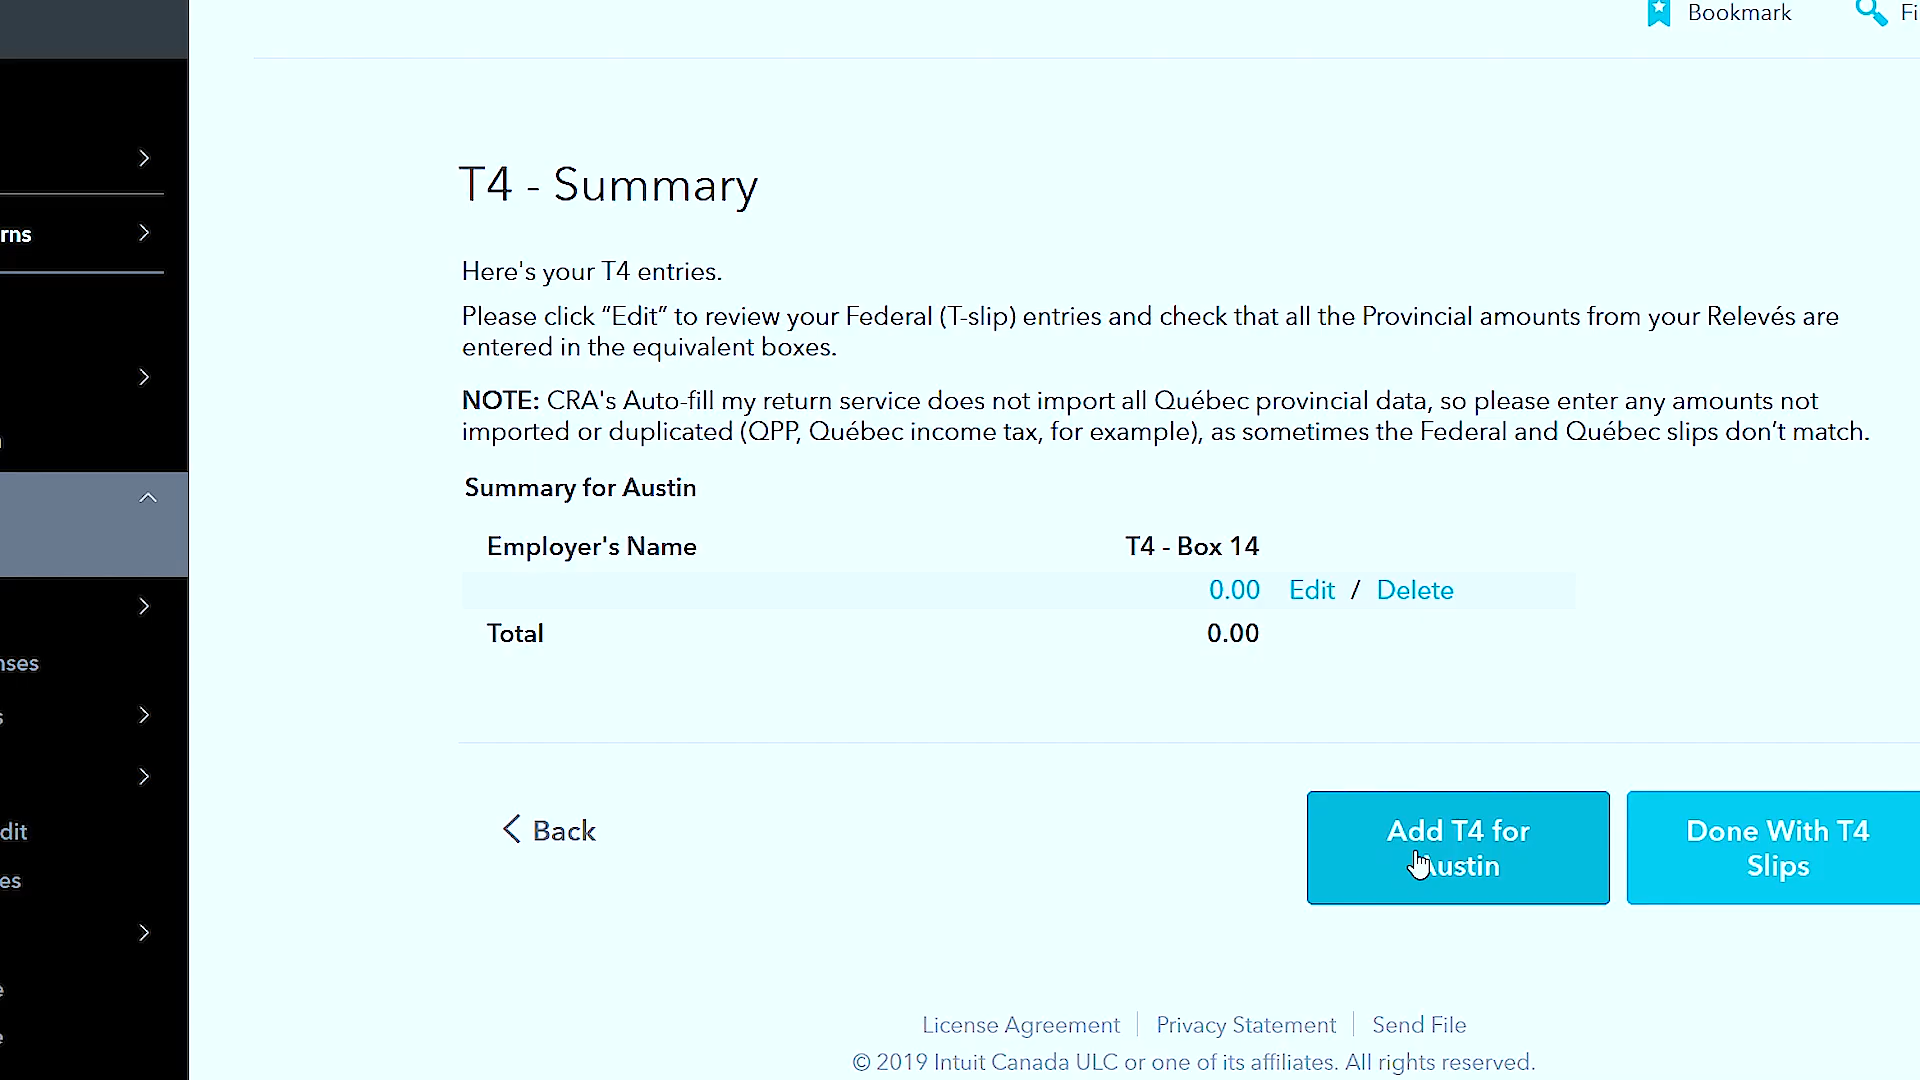 Bookmark
T4 - Summary
rns
Here's your T4 entries.
Please click “Edit” to review your Federal (T-slip) entries and check that all the Provincial amounts from your Relevés are
entered in the equivalent boxes.
NOTE: CRA's Auto-fill my return service does not import all Québec provincial data, so please enter any amounts not
imported or duplicated (QPP, Québec income tax, for example), as sometimes the Federal and Québec slips don’t match.
Summary for Austin
Employer's Name T4 - Box 14
0.00 Edit / Delete
Total 0.00
nses
Back
Add T4 for
Austin
Done With T4
Slips
dit
es
License Agreement Privacy Statement Send File
© 2019 Intuit Canada ULC or one of its affiliates. All rights reserved.